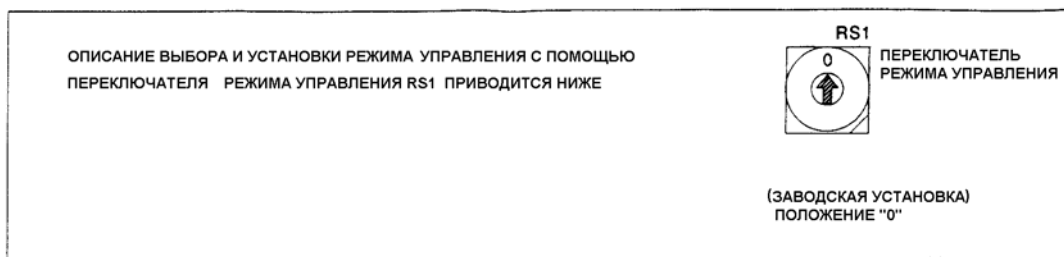 ОПИСАНИЕ ВЫБОРА И УСТАНОВКИ РЕЖИМА УПРАВЛЕНИЯ С ПОМОЩЬЮ
ПЕРЕКЛЮЧАТЕЛЯ РЕЖИМА УПРАВЛЕНИЯ RS1 ПРИВОДИТСЯ НИЖЕ
RS1
0
ПЕРЕКЛЮЧАТЕЛЬ
РЕЖИМА УПРАВЛЕНИЯ
(ЗАВОДСКАЯ УСТАНОВКА)
ПОЛОЖЕНИЕ "0"